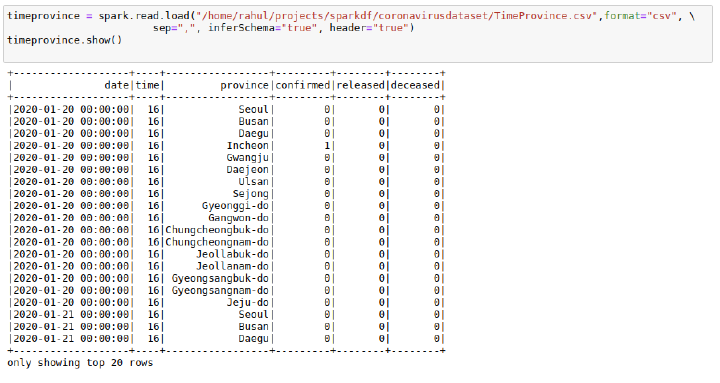 timeprovince = spark.read.load("/home/rahul/projects/sparkdf/coronavirusdataset/TimeProvince.csv",format="csv", \
                        sep=",", inferSchema="true", header="true")
timeprovince.show()
+-------------------+----+-----------------+---------+--------+--------+
|               date|time|         province|confirmed|released|deceased|
+-------------------+----+-----------------+---------+--------+--------+
|2020-01-20 00:00:00|  16|            Seoul|        0|       0|       0|
|2020-01-20 00:00:00|  16|            Busan|        0|       0|       0|
|2020-01-20 00:00:00|  16|            Daegu|        0|       0|       0|
|2020-01-20 00:00:00|  16|          Incheon|        1|       0|       0|
|2020-01-20 00:00:00|  16|          Gwangju|        0|       0|       0|
|2020-01-20 00:00:00|  16|          Daejeon|        0|       0|       0|
|2020-01-20 00:00:00|  16|            Ulsan|        0|       0|       0|
|2020-01-20 00:00:00|  16|           Sejong|        0|       0|       0|
|2020-01-20 00:00:00|  16|      Gyeonggi-do|        0|       0|       0|
|2020-01-20 00:00:00|  16|       Gangwon-do|        0|       0|       0|
|2020-01-20 00:00:00|  16|Chungcheongbuk-do|        0|       0|       0|
|2020-01-20 00:00:00|  16|Chungcheongnam-do|        0|       0|       0|
|2020-01-20 00:00:00|  16|     Jeollabuk-do|        0|       0|       0|
|2020-01-20 00:00:00|  16|     Jeollanam-do|        0|       0|       0|
|2020-01-20 00:00:00|  16| Gyeongsangbuk-do|        0|       0|       0|
|2020-01-20 00:00:00|  16| Gyeongsangnam-do|        0|       0|       0|
|2020-01-20 00:00:00|  16|          Jeju-do|        0|       0|       0|
|2020-01-21 00:00:00|  16|            Seoul|        0|       0|       0|
|2020-01-21 00:00:00|  16|            Busan|        0|       0|       0|
|2020-01-21 00:00:00|  16|            Daegu|        0|       0|       0|
+-------------------+----+-----------------+---------+--------+--------+
only showing top 20 rows